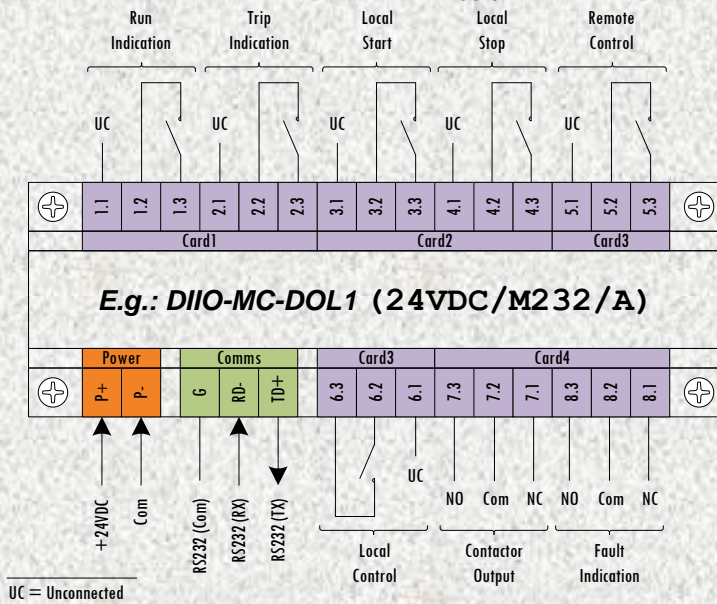 Run Indication
Trip Indication
Local Start
Local Stop
Remote Control
UC
UC
UC
UC
UC
1.1 1.2 1.3 2.1 2.2 2.3 3.1 3.2 3.3 4.1 4.2 4.3 5.1 5.2 5.3
Card1 Card2 Card3
E.g.: DIIO-MC-DOL1 (24VDC/M232/A)
Power Comms Card3 Card4
P+ P- G RD- TD+ 6.3 6.2 6.1 7.3 7.2 7.1 8.3 8.2 8.1
+24VDC
Com
RS232 (Com)
RS232 (RX)
RS232 (TX)
UC
NO Com NC NO Com NC
Local Control
Contactor Output
Fault Indication
UC = Unconnected